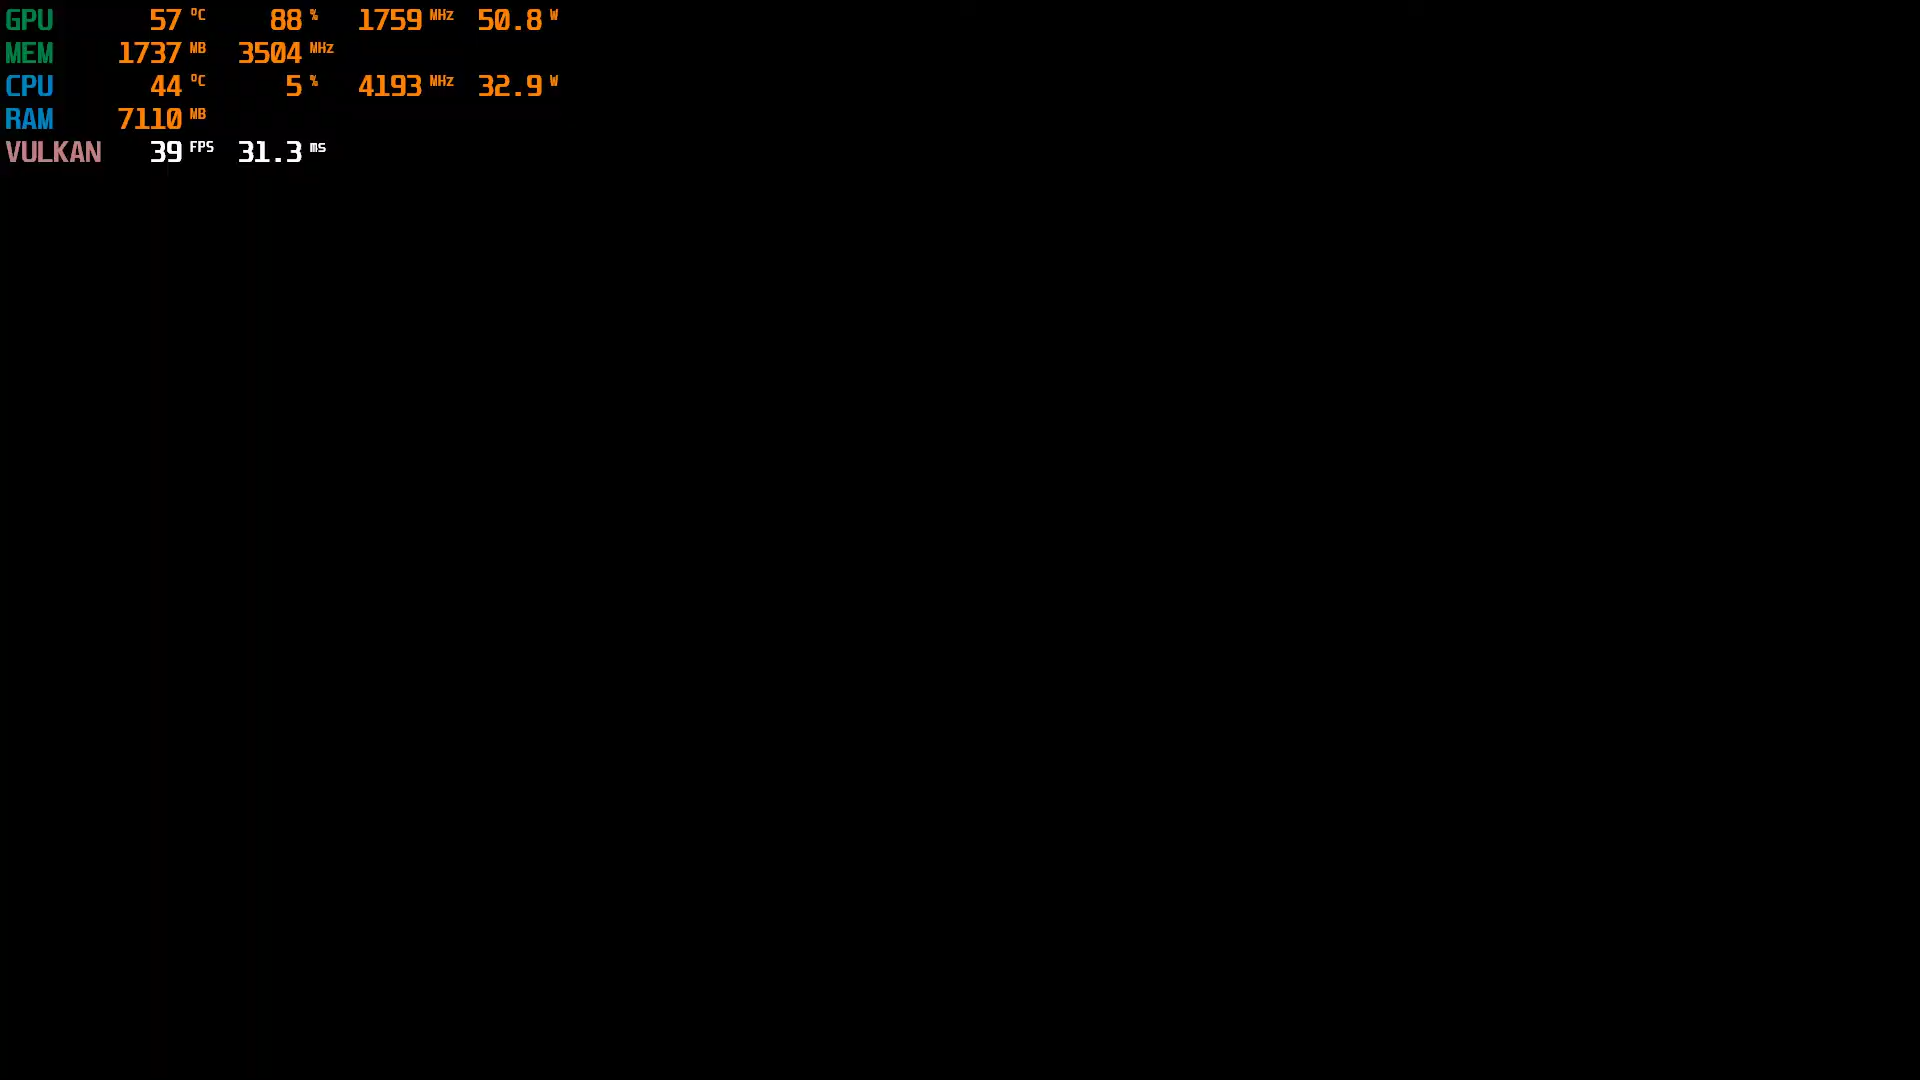 GPU 57 °C 88 % 1759 MHz 50.8 W
MEM 1737 MB 3504 MHz
CPU 44 °C 5 % 4193 MHz 32.9 W
RAM 7110 MB
VULKAN 39 FPS 31.3 ms